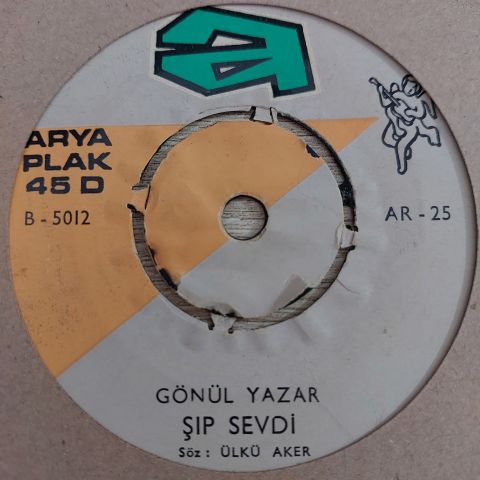 ARYA
PLAK
45 D
B - 5012
AR - 25
GÖNÜL YAZAR
ŞIP SEVDİ
Söz : ÜLKÜ AKER